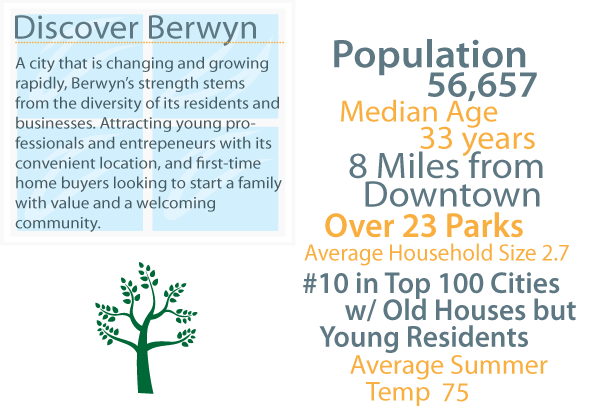 Discover Berwyn
A city that is changing and growing
rapidly, Berwyn's strength stems
from the diversity of its residents and
businesses. Attracting young pro-
fessionals and entrepeneurs with its
convenient location, and first-time
home buyers looking to start a family
with value and a welcoming
community.
Population
56,657
Median Age
33 years
8 Miles from
Downtown
Over 23 Parks
Average Household Size 2.7
#10 in Top 100 Cities
w/ Old Houses but
Young Residents
Average Summer
Temp 75